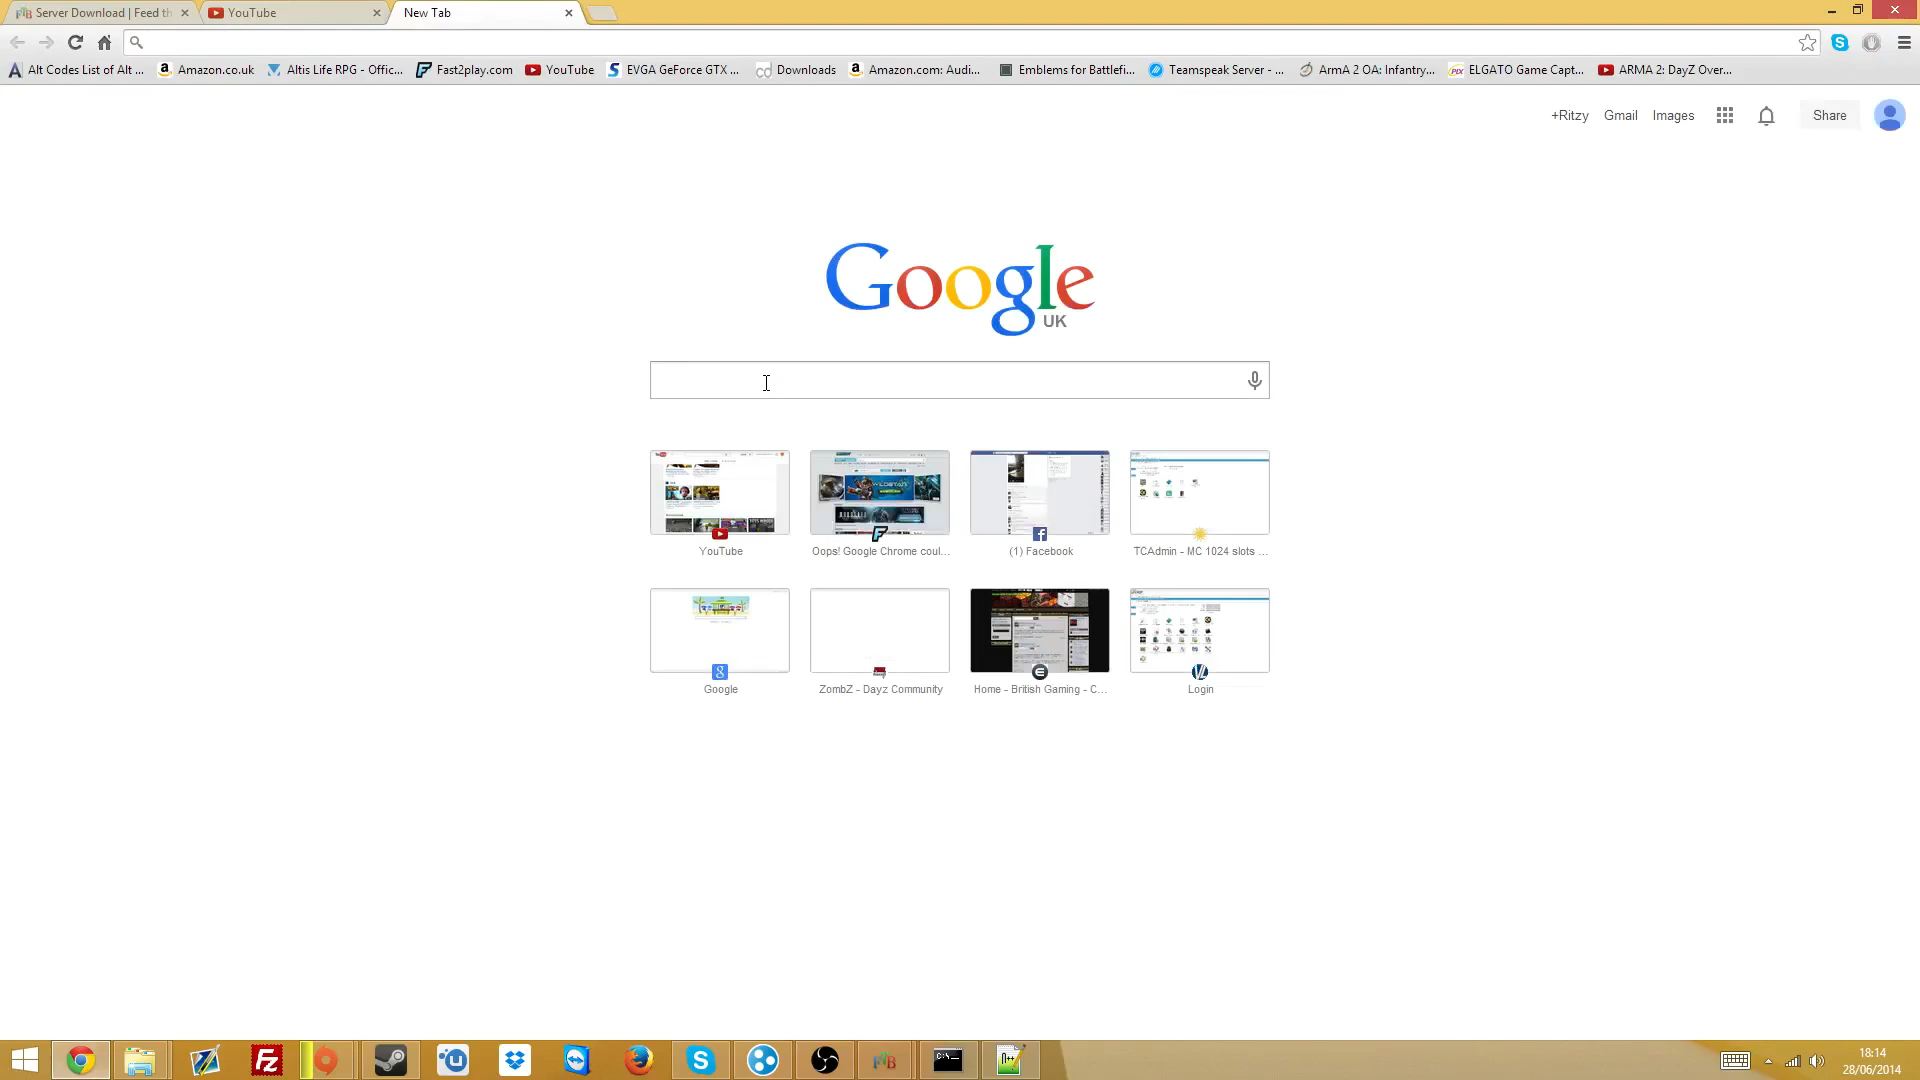 Server Download | Feed th
YouTube
New Tab
Alt Codes List of Alt ...
Amazon.co.uk
Altis Life RPG - Offic...
Fast2play.com
YouTube
EVGA GeForce GTX ...
Downloads
Amazon.com: Audi...
Emblems for Battlefi...
Teamspeak Server - ...
ArmA 2 OA: Infantry...
ELGATO Game Capt...
ARMA 2: DayZ Over...
+Ritzy
Gmail
Images
Share
Google
UK
YouTube
Oops! Google Chrome coul...
(1) Facebook
TCAdmin - MC 1024 slots ...
Google
ZombZ - Dayz Community
Home - British Gaming - C...
Login
18:14
28/06/2014